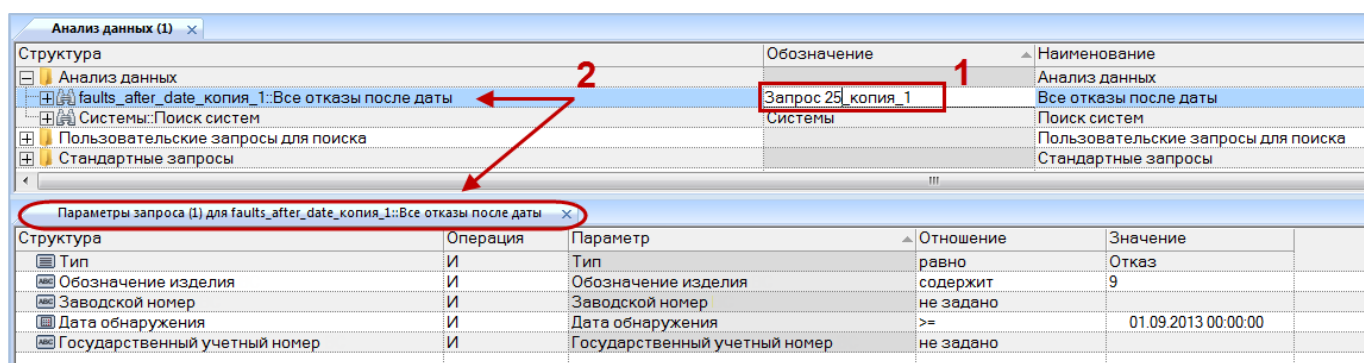 Анализ данных (1)
Структура Обозначение Наименование
Анализ данных Анализ данных
2 1
faults_after_date_копия_1::Все отказы после даты Запрос 25_копия_1 Все отказы после даты
Системы::Поиск систем Системы Поиск систем
Пользовательские запросы для поиска Пользовательские запросы для поиска
Стандартные запросы Стандартные запросы
Параметры запроса (1) для faults_after_date_копия_1::Все отказы после даты
Структура Операция Параметр Отношение Значение
Тип И Тип равно Отказ
ABC Обозначение изделия И Обозначение изделия содержит 9
ABC Заводской номер И Заводской номер не задано
Дата обнаружения И Дата обнаружения >= 01.09.2013 00:00:00
ABC Государственный учетный номер И Государственный учетный номер не задано